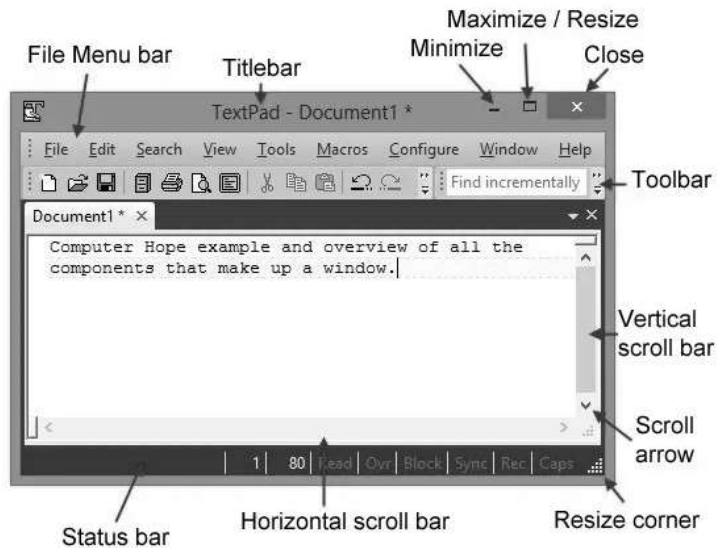 Maximize / Resize
File Menu bar
Minimize
Close
Titlebar
TextPad - Document1 *
File Edit Search View Tools Macros Configure Window Help
Find incrementally
Toolbar
Document1 *
Computer Hope example and overview of all the
components that make up a window.
Vertical
scroll bar
Scroll
arrow
1 80 Read Ovr Block Sync Rec Caps
Status bar
Horizontal scroll bar
Resize corner